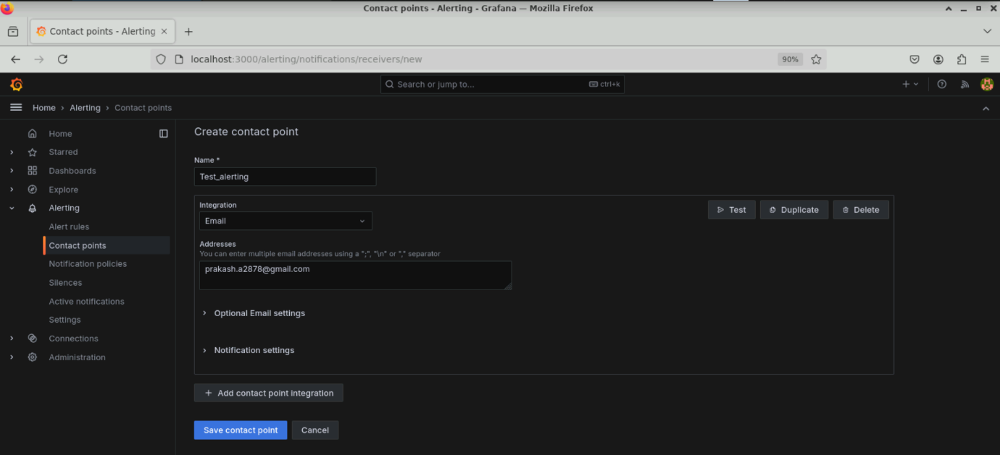 Contact points - Alerting - Grafana — Mozilla Firefox
Contact points - Alerting
localhost:3000/alerting/notifications/receivers/new
90%
Search or jump to...
ctrl+k
Home › Alerting › Contact points
Home
Starred
Dashboards
Explore
Alerting
Alert rules
Contact points
Notification policies
Silences
Active notifications
Settings
Connections
Administration
Create contact point
Name *
Test_alerting
Integration
Email
Test
Duplicate
Delete
Addresses
You can enter multiple email addresses using a ";", "\n" or "," separator
prakash.a2878@gmail.com
Optional Email settings
Notification settings
Add contact point integration
Save contact point
Cancel